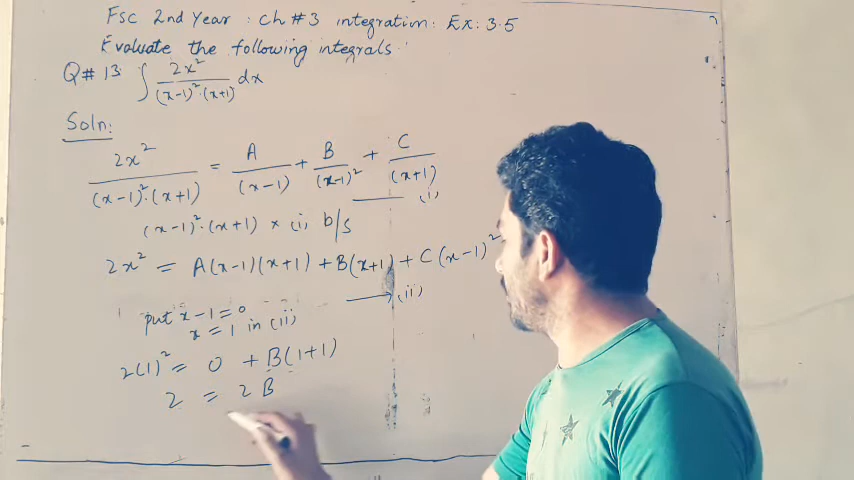 Fsc 2nd Year : Ch #3 integration: Ex: 3.5
Evaluate the following integrals.
Q# 13 ∫ 2x² / (x-1)²·(x+1) dx
Soln:
2x² / (x-1)²·(x+1) = A / (x-1) + B / (x-1)² + C / (x+1) —— (i)
(x-1)²·(x+1) × (i) b/s
2x² = A(x-1)(x+1) + B(x+1) + C(x-1)² → (ii)
put x-1=0
x = 1 in (ii)
2(1)² = 0 + B(1+1)
2 = 2B